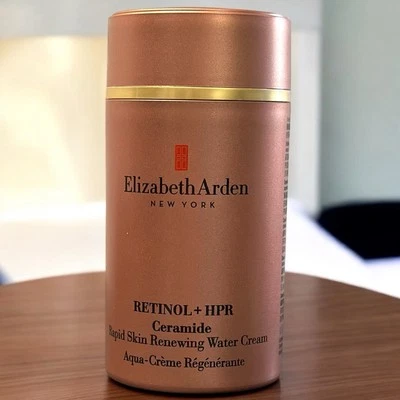 Elizabeth Arden
NEW YORK
RETINOL + HPR
Ceramide
Rapid Skin Renewing Water Cream
Aqua-Crème Régénérante